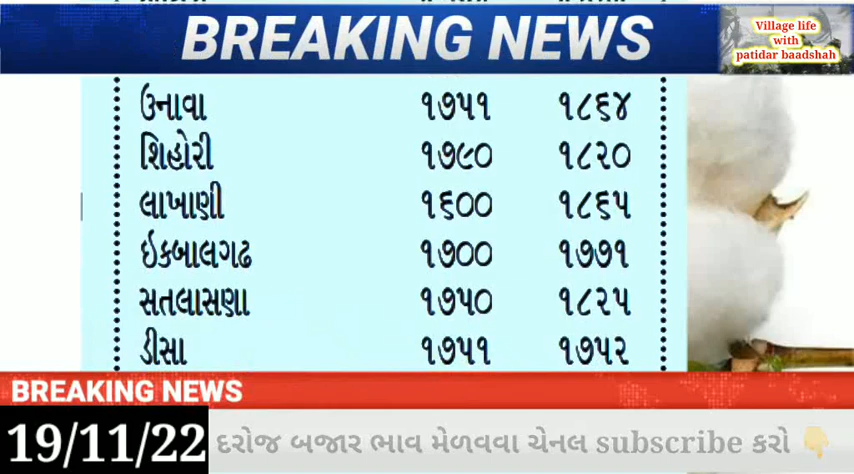 BREAKING NEWS
Village life
with
patidar baadshah
ઉનાવા ૧૭૫૧ ૧૮૬૪
શિહોરી ૧૭૯૦ ૧૮૨૦
લાખાણી ૧૬૦૦ ૧૮૬૫
ઇકબાલગઢ ૧૭૦૦ ૧૭૭૧
સતલાસણા ૧૭૫૦ ૧૮૨૫
ડીસા ૧૭૫૧ ૧૭૫૨
BREAKING NEWS
19/11/22 દરોજ બજાર ભાવ મેળવવા ચેનલ subscribe કરો 👇